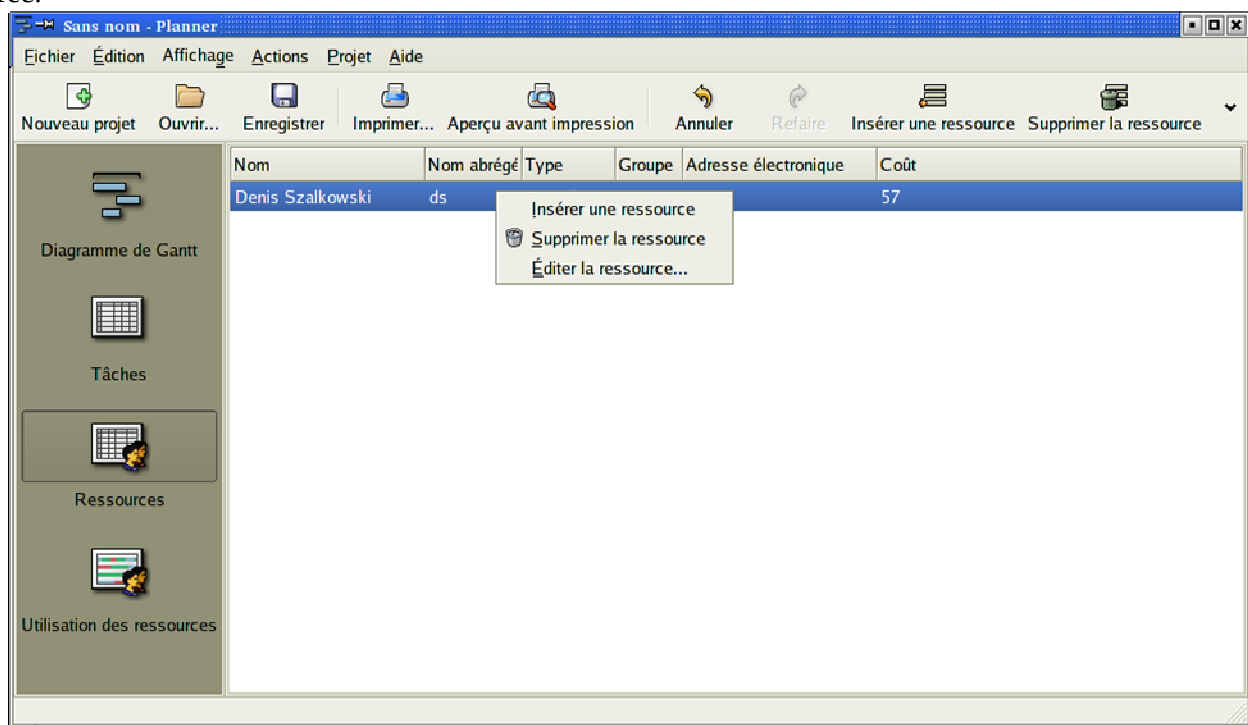 rce.
Sans nom - Planner
Fichier Édition Affichage Actions Projet Aide
Nouveau projet Ouvrir... Enregistrer Imprimer... Aperçu avant impression Annuler Refaire Insérer une ressource Supprimer la ressource
Nom Nom abrégé Type Groupe Adresse électronique Coût
Denis Szalkowski ds 57
Insérer une ressource
Supprimer la ressource
Éditer la ressource...
Diagramme de Gantt
Tâches
Ressources
Utilisation des ressources